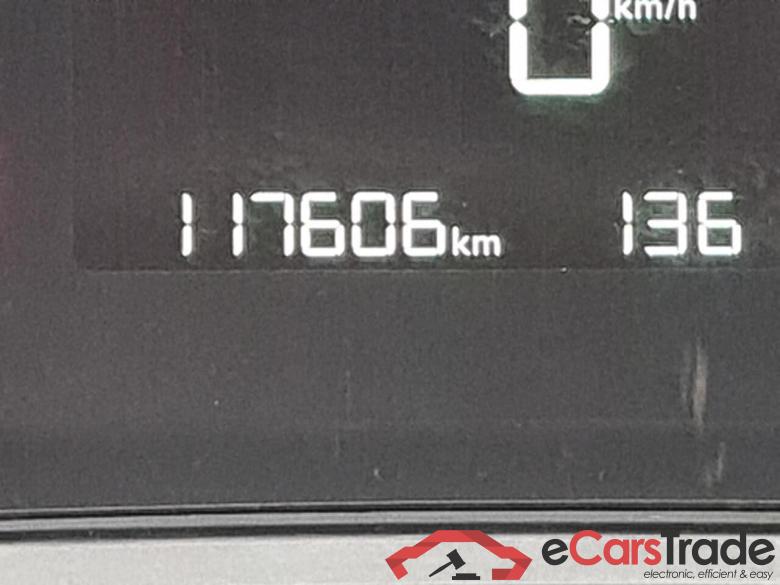 0 km/h
117606 km 136
eCarsTrade
electronic, efficient & easy